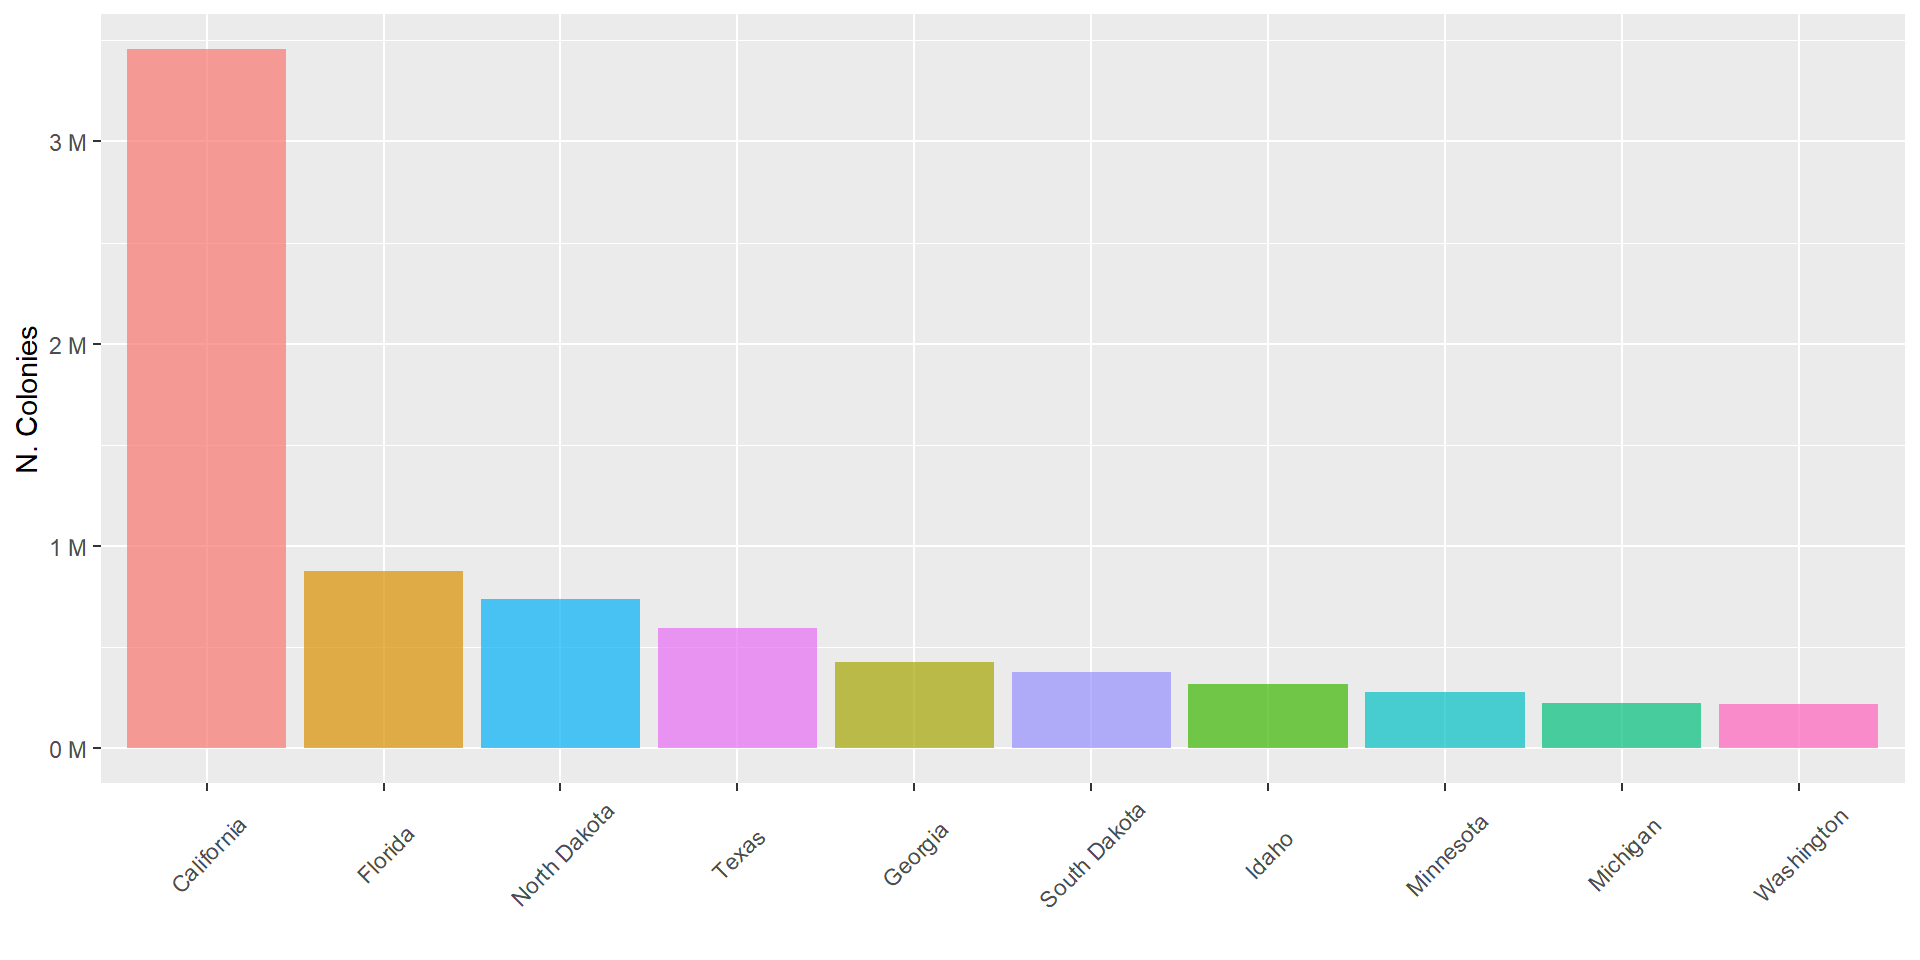 N. Colonies
3 M
2 M
1 M
0 M
California
Florida
North Dakota
Texas
Georgia
South Dakota
Idaho
Minnesota
Michigan
Washington